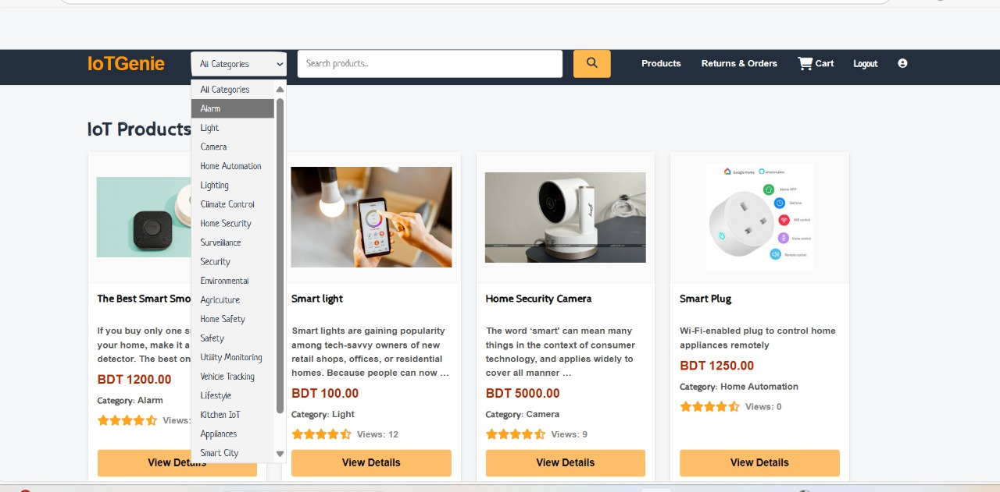 IoTGenie
All Categories
Search products..
Products
Returns & Orders
Cart
Logout
All Categories
Alarm
Light
Camera
Home Automation
Lighting
Climate Control
Home Security
Surveillance
Security
Environmental
Agriculture
Home Safety
Safety
Utility Monitoring
Vehicle Tracking
Lifestyle
Kitchen IoT
Appliances
Smart City
IoT Products
The Best Smart Smo
If you buy only one s
your home, make it a
detector. The best on
BDT 1200.00
Category: Alarm
Views:
View Details
Smart light
Smart lights are gaining popularity
among tech-savvy owners of new
retail shops, offices, or residential
homes. Because people can now ...
BDT 100.00
Category: Light
Views: 12
View Details
Home Security Camera
The word ‘smart’ can mean many
things in the context of consumer
technology, and applies widely to
cover all manner ...
BDT 5000.00
Category: Camera
Views: 9
View Details
Google Home
Home APP
Set time
Wifi control
Voice control
Remote control
Smart Plug
Wi-Fi-enabled plug to control home
appliances remotely
BDT 1250.00
Category: Home Automation
Views: 0
View Details